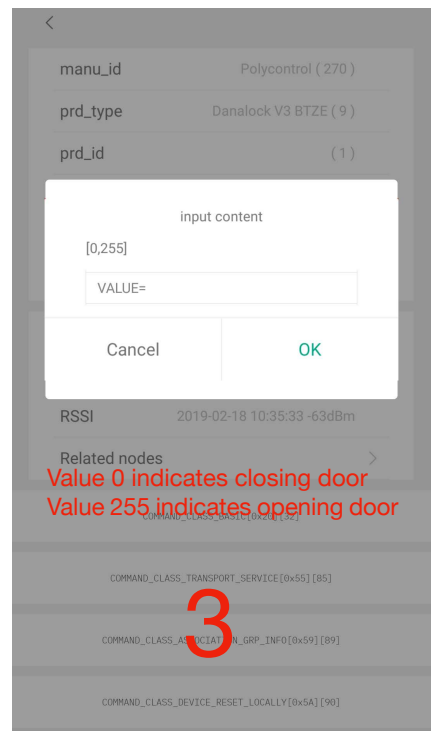 <
manu_id Polycontrol ( 270 )
prd_type Danalock V3 BTZE ( 9 )
prd_id ( 1 )
input content
[0,255]
VALUE=
Cancel OK
RSSI 2019-02-18 10:35:33 -63dBm
Related nodes >
Value 0 indicates closing door
Value 255 indicates opening door
COMMAND_CLASS_BASIC[0x20][32]
COMMAND_CLASS_TRANSPORT_SERVICE[0x55][85]
3
COMMAND_CLASS_ASSOCIATION_GRP_INFO[0x59][89]
COMMAND_CLASS_DEVICE_RESET_LOCALLY[0x5A][90]